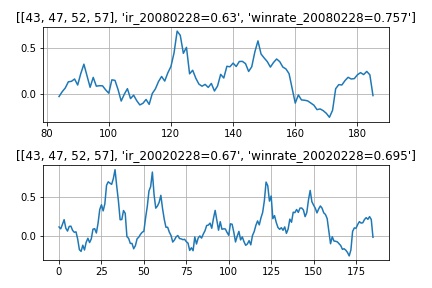 [[43, 47, 52, 57], 'ir_20080228=0.63', 'winrate_20080228=0.757']
0.5
0.0
80 100 120 140 160 180
[[43, 47, 52, 57], 'ir_20020228=0.67', 'winrate_20020228=0.695']
0.5
0.0
0 25 50 75 100 125 150 175